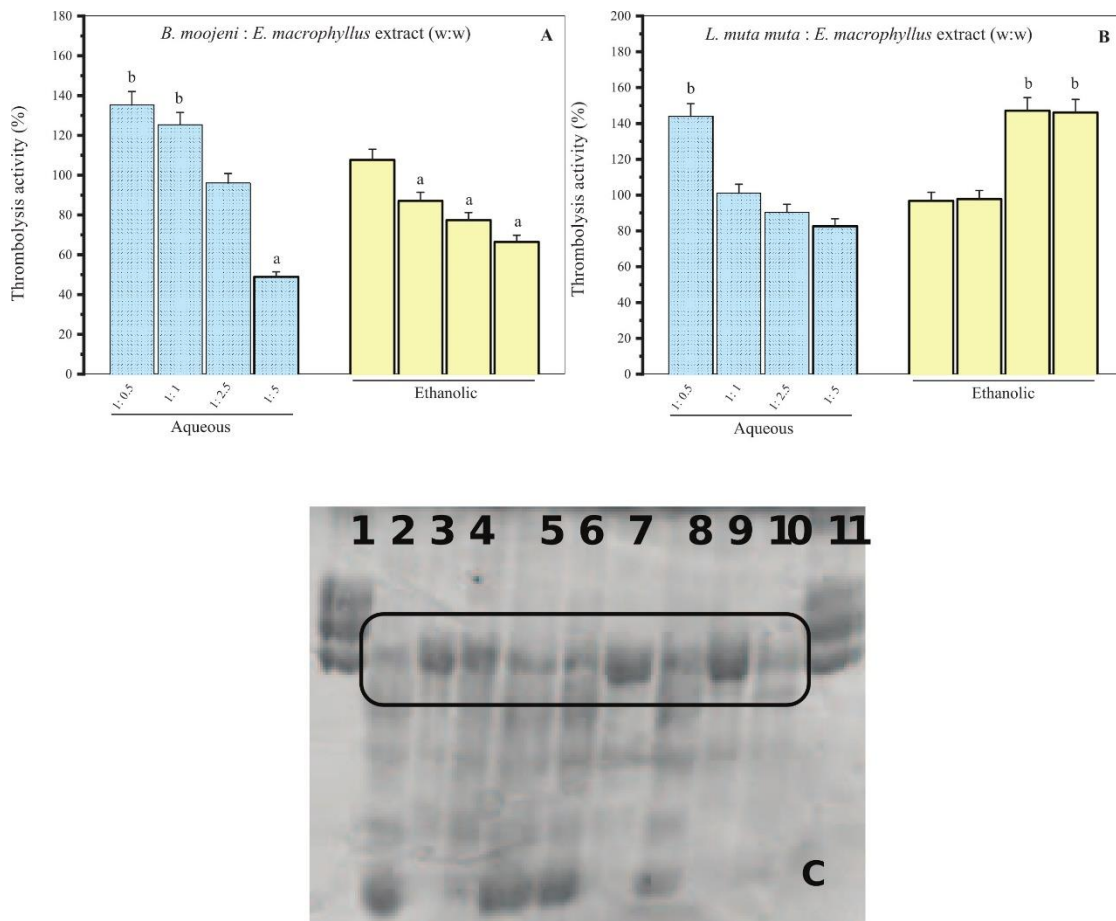 B. moojeni : E. macrophyllus extract (w:w)
A
Thrombolysis activity (%)
180
160
140
120
100
80
60
40
20
0
b
b
a
a
a
a
1: 0.5
1: 1
1: 2.5
1: 5
Aqueous
Ethanolic
L. muta muta : E. macrophyllus extract (w:w)
B
Thrombolysis activity (%)
200
180
160
140
120
100
80
60
40
20
0
b
b
b
1: 0.5
1: 1
1: 2.5
1: 5
Aqueous
Ethanolic
1 2 3 4 5 6 7 8 9 10 11
C